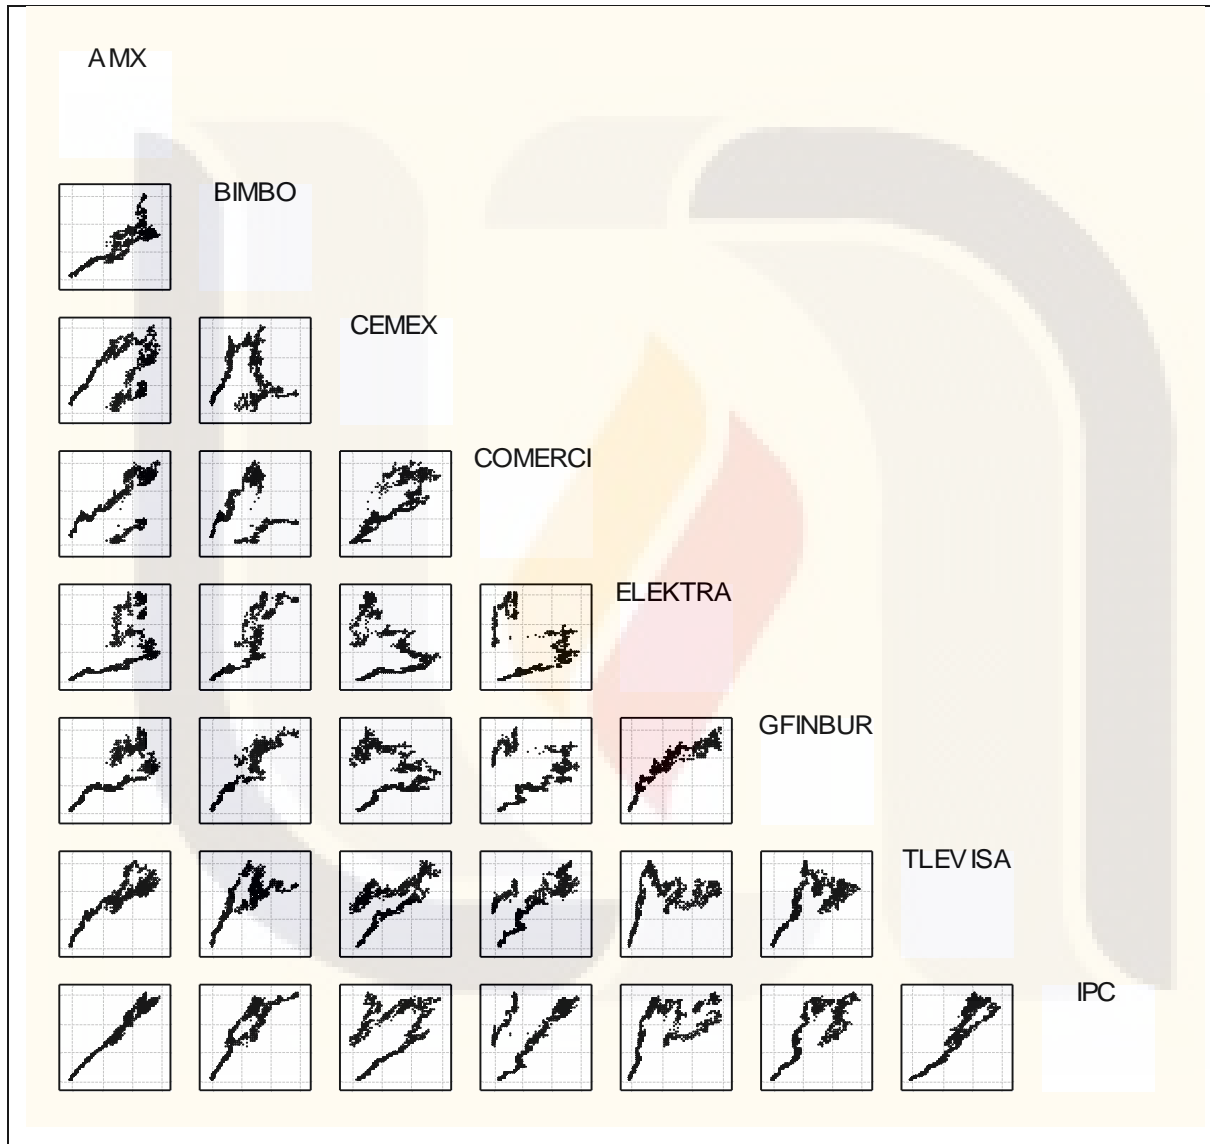 AMX
BIMBO
CEMEX
COMERCI
ELEKTRA
GFINBUR
TLEVISA
IPC